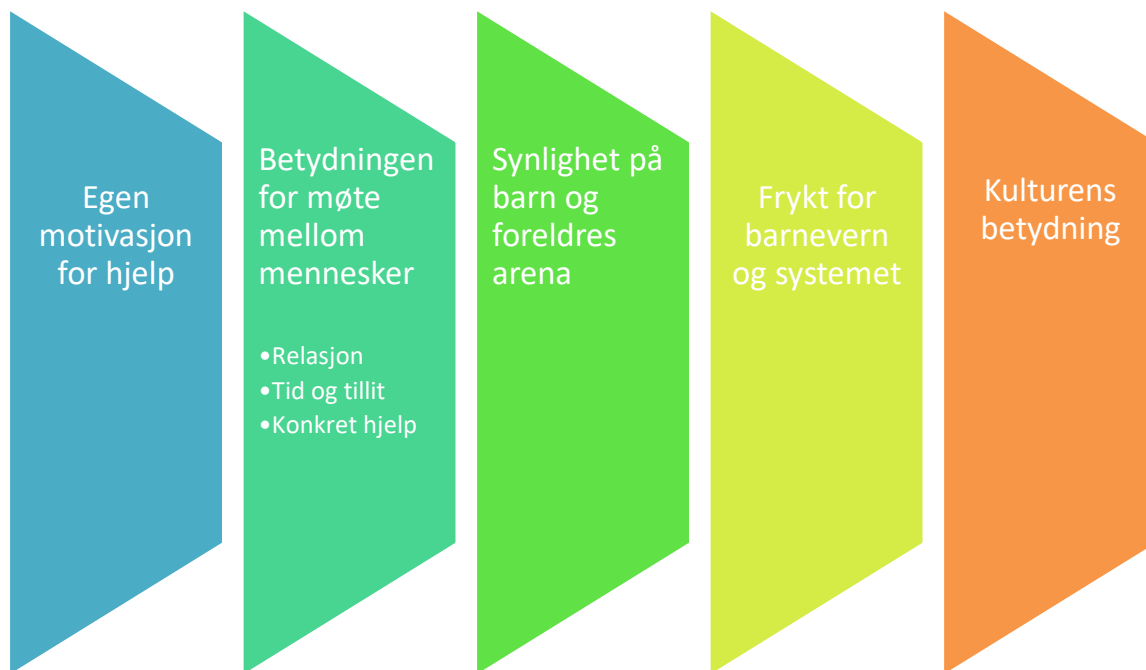 Egen
motivasjon
for hjelp
Betydningen
for møte
mellom
mennesker
•Relasjon
•Tid og tillit
•Konkret hjelp
Synlighet på
barn og
foreldres
arena
Frykt for
barnevern
og systemet
Kulturens
betydning